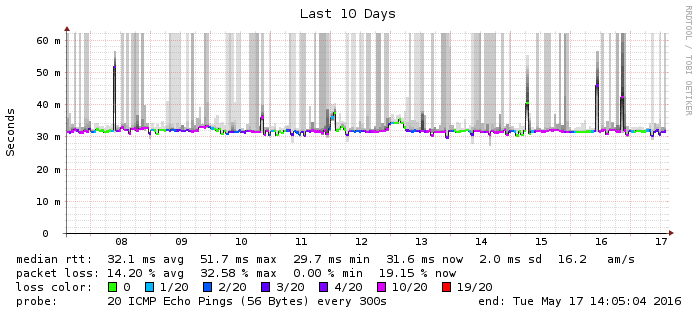 Last 10 Days
RRDTOOL / TOBI OETIKER
Seconds
60 m
50 m
40 m
30 m
20 m
10 m
0
08 09 10 11 12 13 14 15 16 17
median rtt: 32.1 ms avg 51.7 ms max 29.7 ms min 31.6 ms now 2.0 ms sd 16.2 am/s
packet loss: 14.20 % avg 32.58 % max 0.00 % min 19.15 % now
loss color: 0 1/20 2/20 3/20 4/20 10/20 19/20
probe: 20 ICMP Echo Pings (56 Bytes) every 300s end: Tue May 17 14:05:04 2016